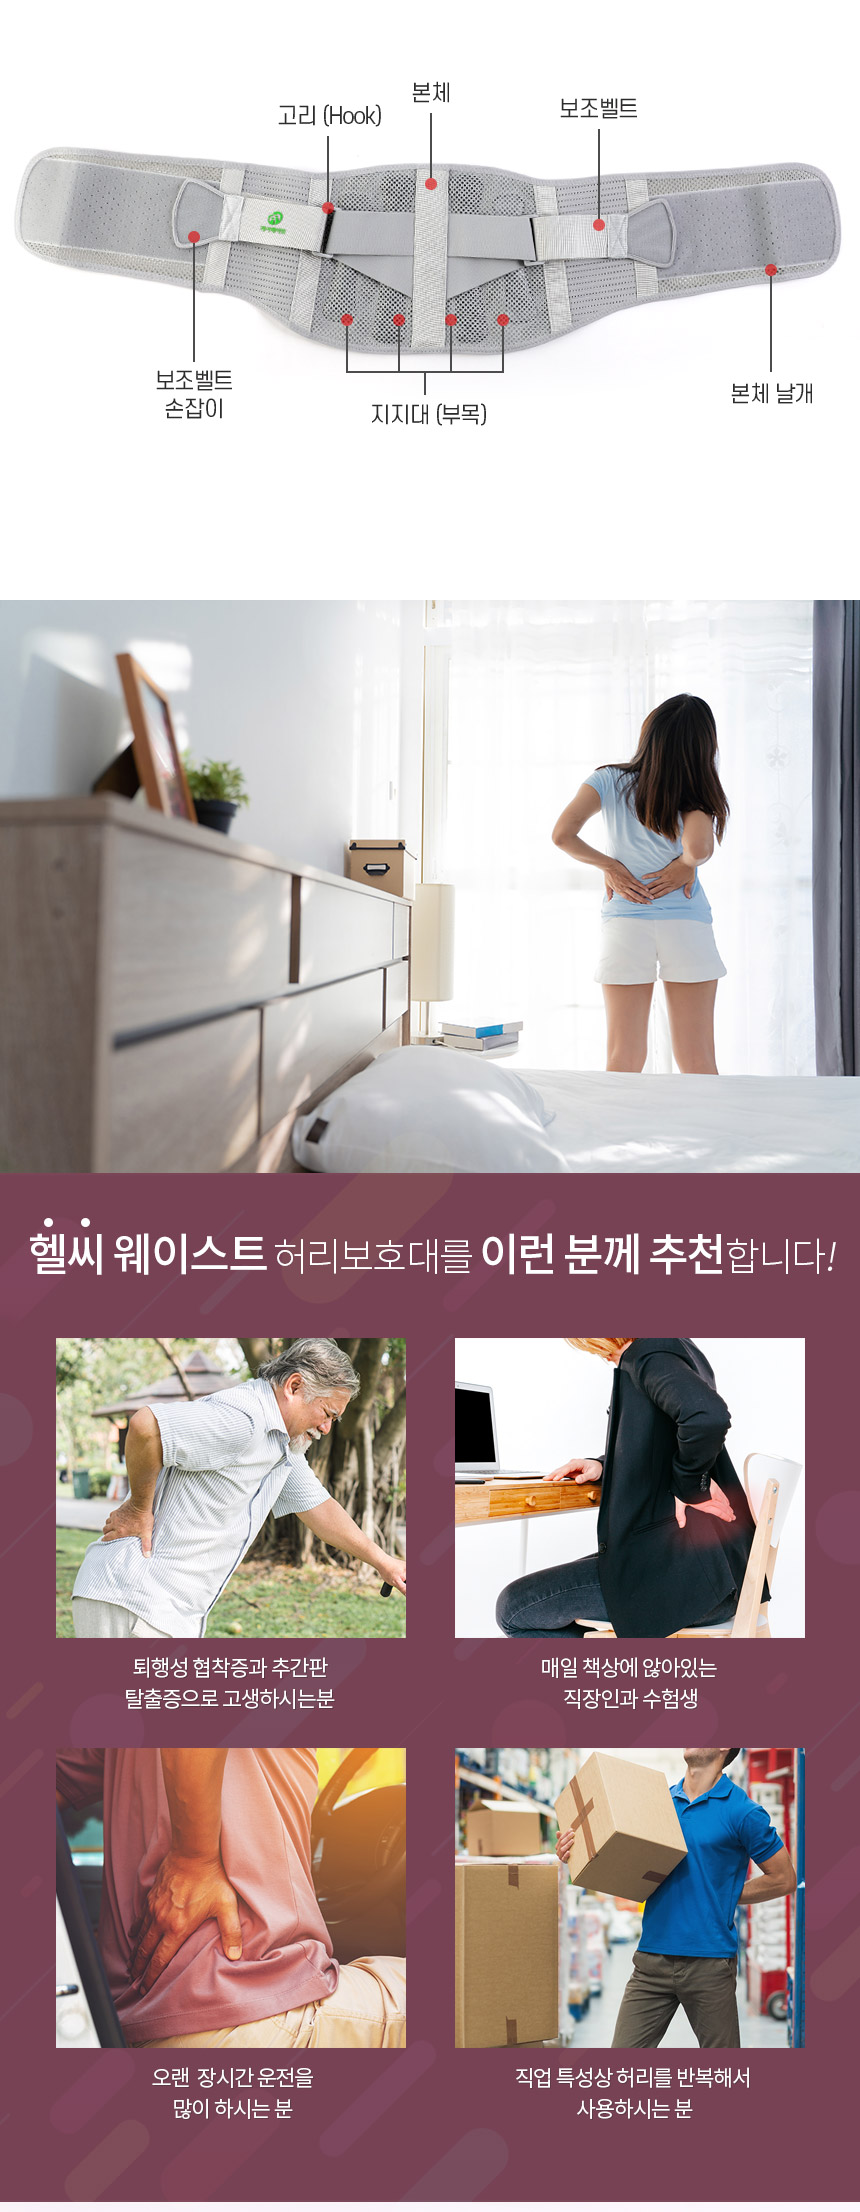 본체
고리 (Hook)
보조벨트
보조벨트
손잡이
지지대 (부목)
본체 날개
헬씨 웨이스트 허리보호대를 이런 분께 추천합니다!
퇴행성 협착증과 추간판
탈출증으로 고생하시는분
매일 책상에 않아있는
직장인과 수험생
오랜 장시간 운전을
많이 하시는 분
직업 특성상 허리를 반복해서
사용하시는 분